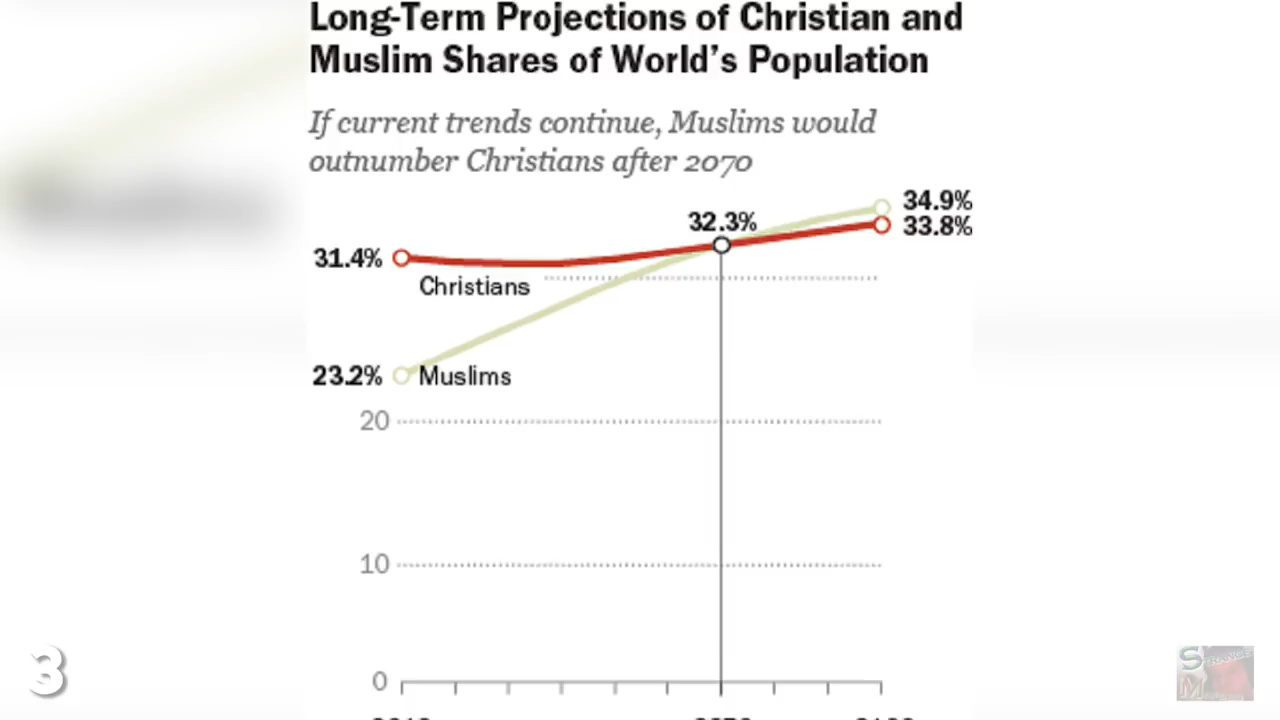 Long-Term Projections of Christian and
Muslim Shares of World's Population
If current trends continue, Muslims would
outnumber Christians after 2070
34.9%
32.3%
33.8%
31.4%
Christians
23.2% Muslims
20
10
3
0